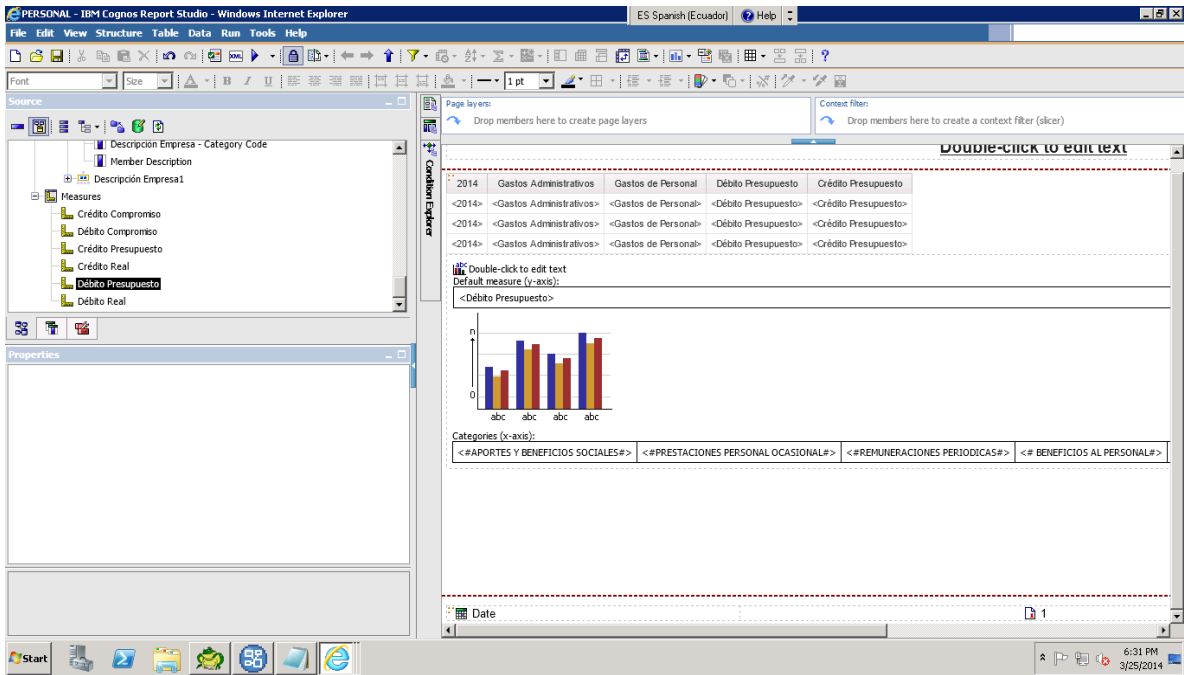 PERSONAL - IBM Cognos Report Studio - Windows Internet Explorer
ES Spanish (Ecuador) Help
File Edit View Structure Table Data Run Tools Help
Font Size A B I U 1 pt
Source
Descripción Empresa - Category Code
Member Description
Descripción Empresa1
Measures
Crédito Compromiso
Débito Compromiso
Crédito Presupuesto
Crédito Real
Débito Presupuesto
Débito Real
Properties
Condition Explorer
Page layers:
Drop members here to create page layers
Context filter:
Drop members here to create a context filter (slicer)
Double-click to edit text
2014 Gastos Administrativos Gastos de Personal Débito Presupuesto Crédito Presupuesto
<2014> <Gastos Administrativos> <Gastos de Personal> <Débito Presupuesto> <Crédito Presupuesto>
<2014> <Gastos Administrativos> <Gastos de Personal> <Débito Presupuesto> <Crédito Presupuesto>
<2014> <Gastos Administrativos> <Gastos de Personal> <Débito Presupuesto> <Crédito Presupuesto>
abc Double-click to edit text
Default measure (y-axis):
<Débito Presupuesto>
n
0
abc abc abc abc
Categories (x-axis):
<#APORTES Y BENEFICIOS SOCIALES#> <#PRESTACIONES PERSONAL OCASIONAL#> <#REMUNERACIONES PERIODICAS#> <# BENEFICIOS AL PERSONAL#>
Date 1
Start
6:31 PM
3/25/2014